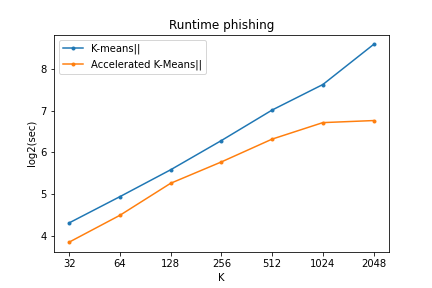 Runtime phishing
K-means||
Accelerated K-Means||
log2(sec)
8
7
6
5
4
32 64 128 256 512 1024 2048
K